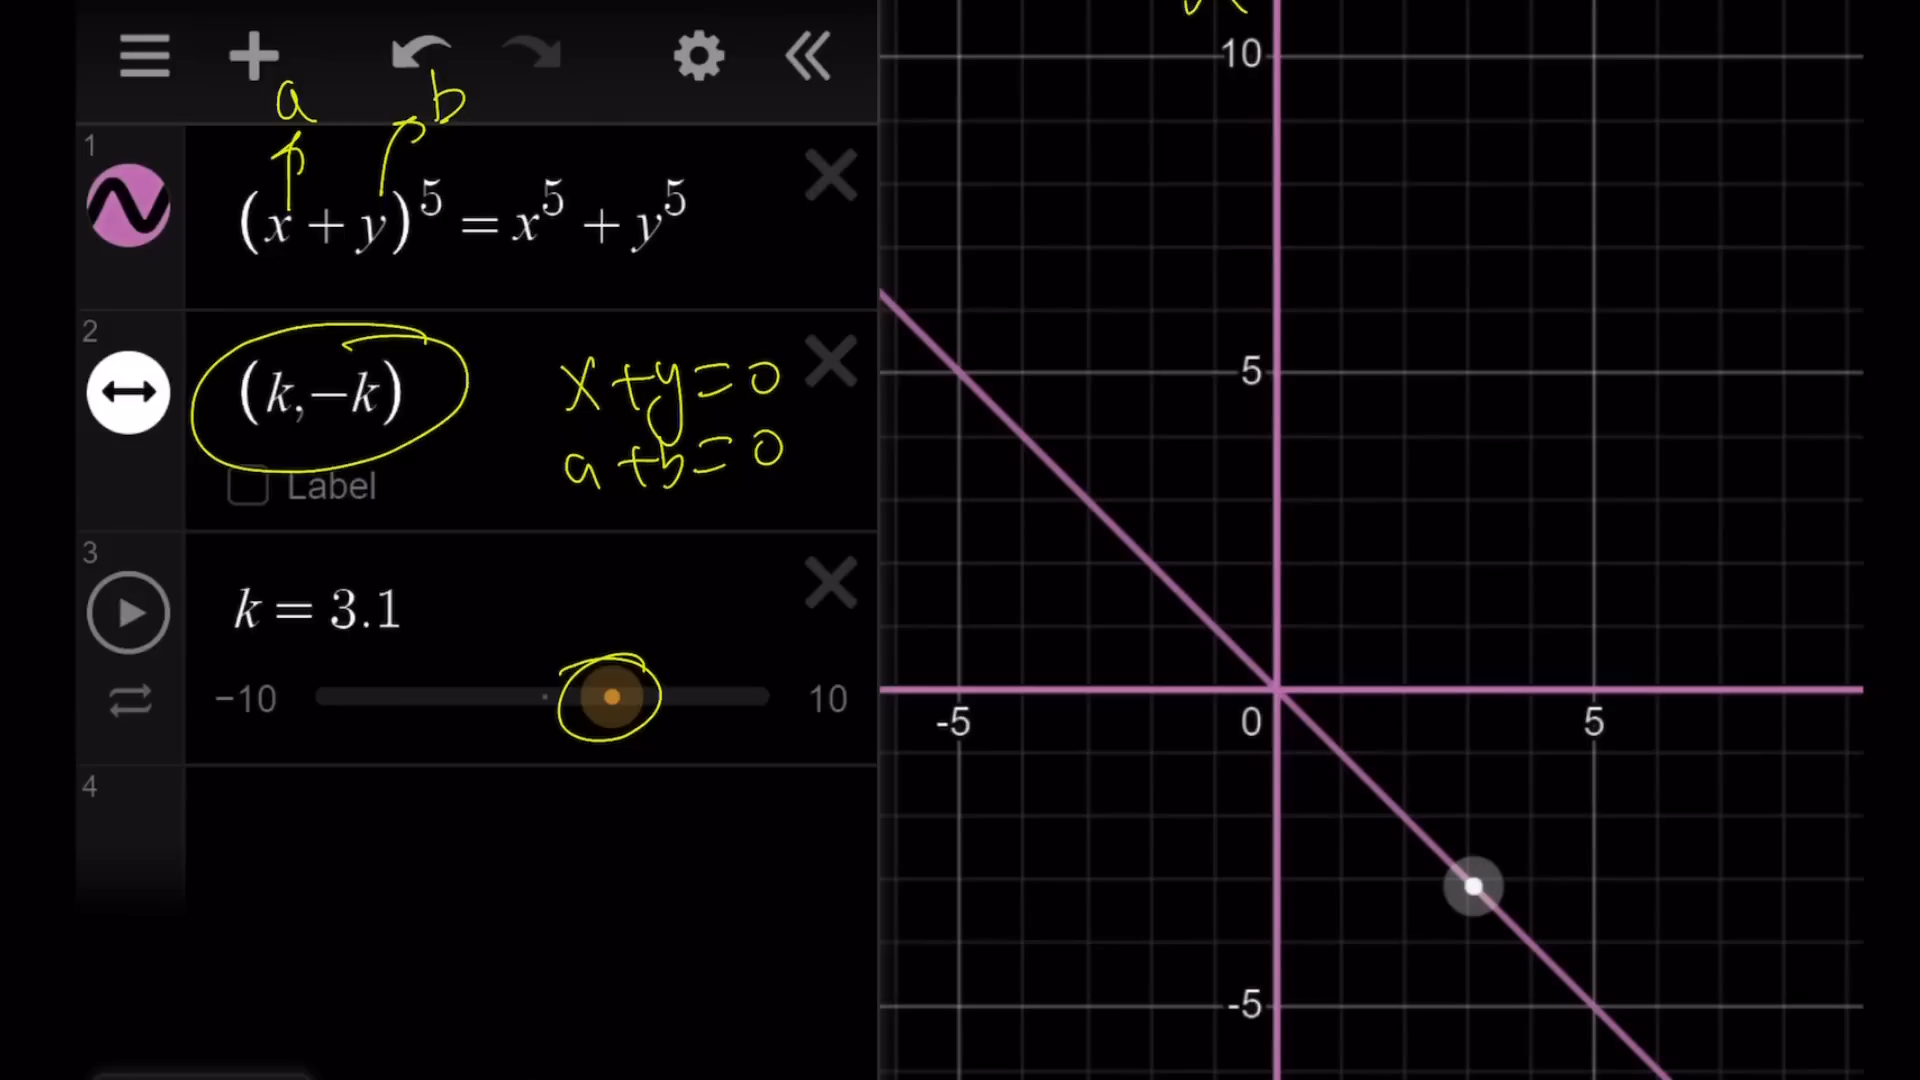 a b
1
(x + y)^5 = x^5 + y^5
2
(k, −k)
x + y = 0
a + b = 0
Label
3
k = 3.1
−10 10
4
10
5
-5 0 5
-5